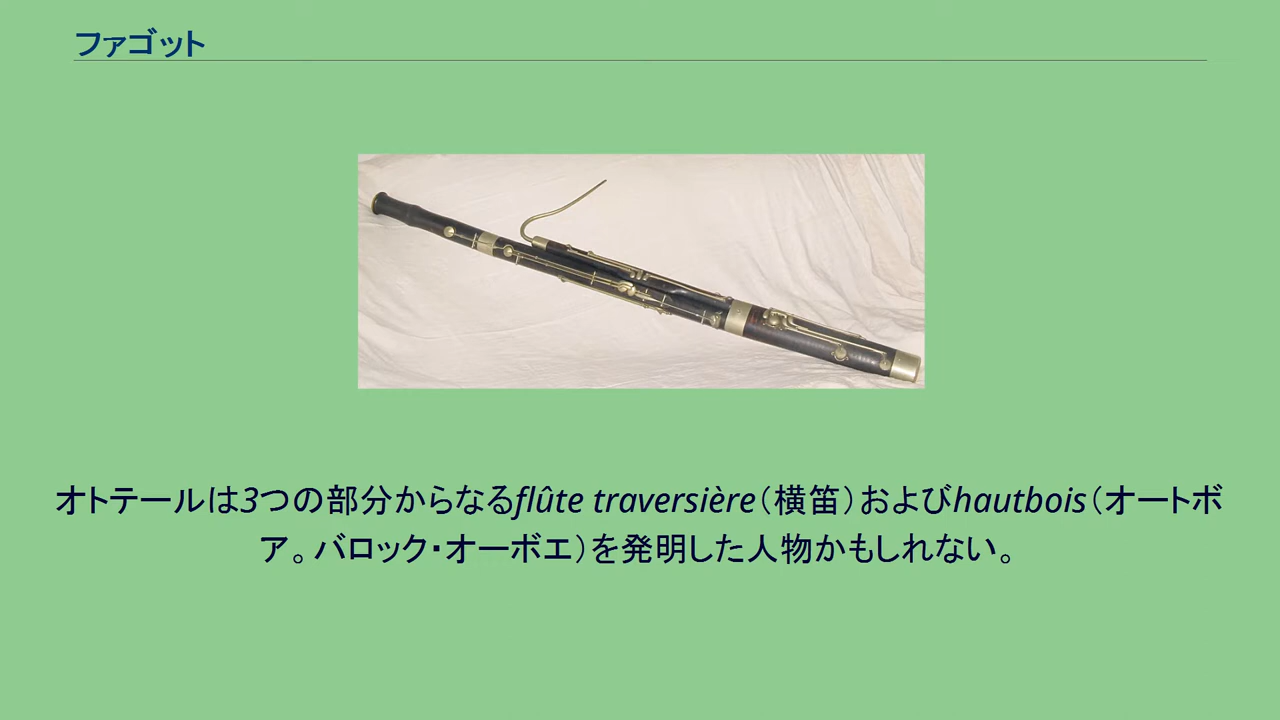 ファゴット
オトテールは3つの部分からなるflûte traversière（横笛）およびhautbois（オートボ
ア。バロック・オーボエ）を発明した人物かもしれない。